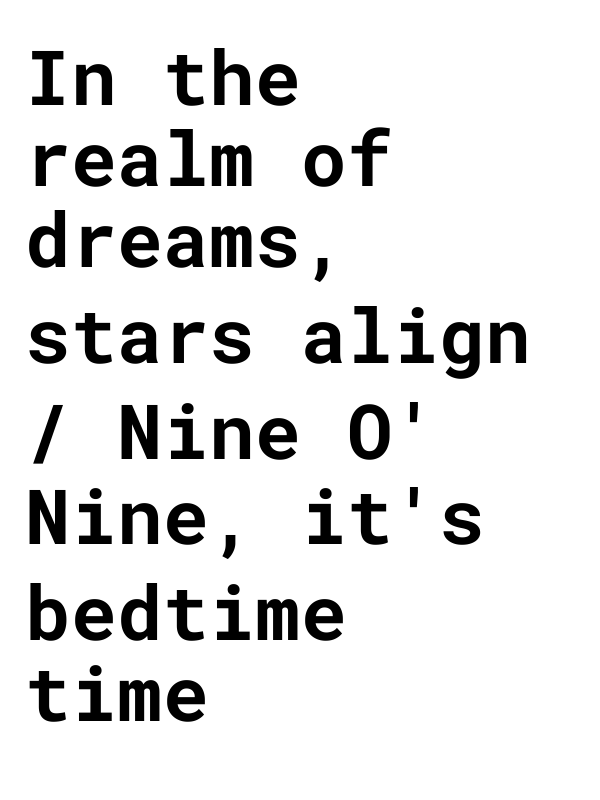 In the
realm of
dreams,
stars align
/ Nine O'
Nine, it's
bedtime
time